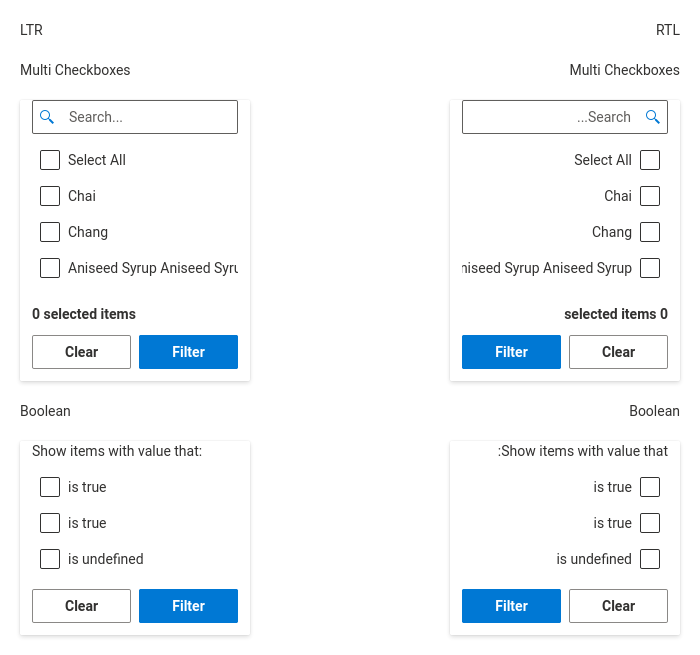 LTR
Multi Checkboxes
Search...
Select All
Chai
Chang
Aniseed Syrup Aniseed Syru
0 selected items
Clear Filter
Boolean
Show items with value that:
is true
is true
is undefined
Clear Filter
RTL
Multi Checkboxes
...Search
Select All
Chai
Chang
niseed Syrup Aniseed Syrup
selected items 0
Filter Clear
Boolean
:Show items with value that
is true
is true
is undefined
Filter Clear